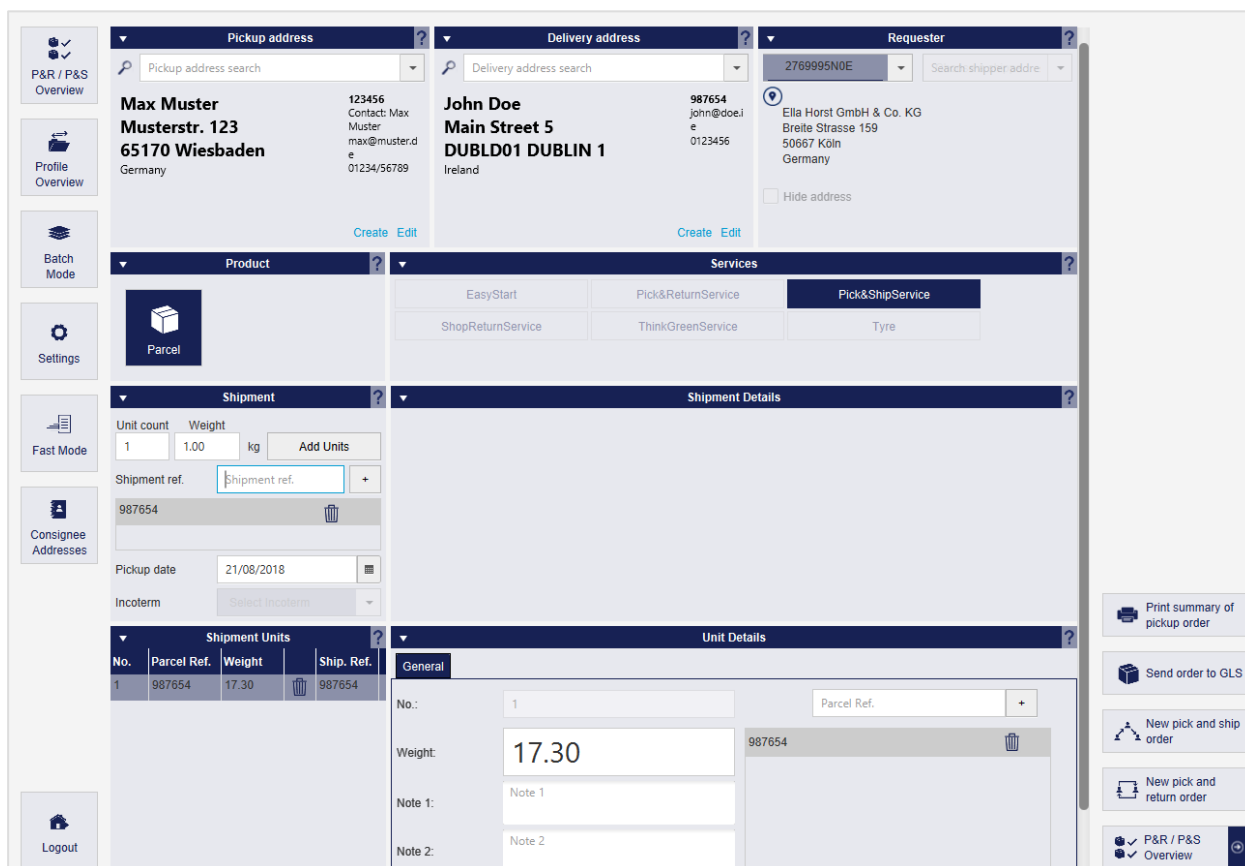 P&R / P&S
Overview
Profile
Overview
Batch
Mode
Settings
Fast Mode
Consignee
Addresses
Logout
Pickup address ?
Pickup address search
Max Muster
Musterstr. 123
65170 Wiesbaden
Germany
123456
Contact: Max
Muster
max@muster.d
e
01234/56789
Create Edit
Delivery address ?
Delivery address search
John Doe
Main Street 5
DUBLD01 DUBLIN 1
Ireland
987654
john@doe.i
e
0123456
Create Edit
Requester ?
2769995N0E
Search shipper addre
Ella Horst GmbH & Co. KG
Breite Strasse 159
50667 Köln
Germany
Hide address
Product ?
Parcel
Services ?
EasyStart Pick&ReturnService Pick&ShipService
ShopReturnService ThinkGreenService Tyre
Shipment ?
Unit count Weight
1 1.00 kg Add Units
Shipment ref. Shipment ref. +
987654
Pickup date 21/08/2018
Incoterm Select Incoterm
Shipment Details ?
Shipment Units ?
No. Parcel Ref. Weight Ship. Ref.
1 987654 17.30 987654
Unit Details ?
General
No.: 1 Parcel Ref. +
Weight: 17.30 987654
Note 1: Note 1
Note 2: Note 2
Print summary of
pickup order
Send order to GLS
New pick and ship
order
New pick and
return order
P&R / P&S
Overview